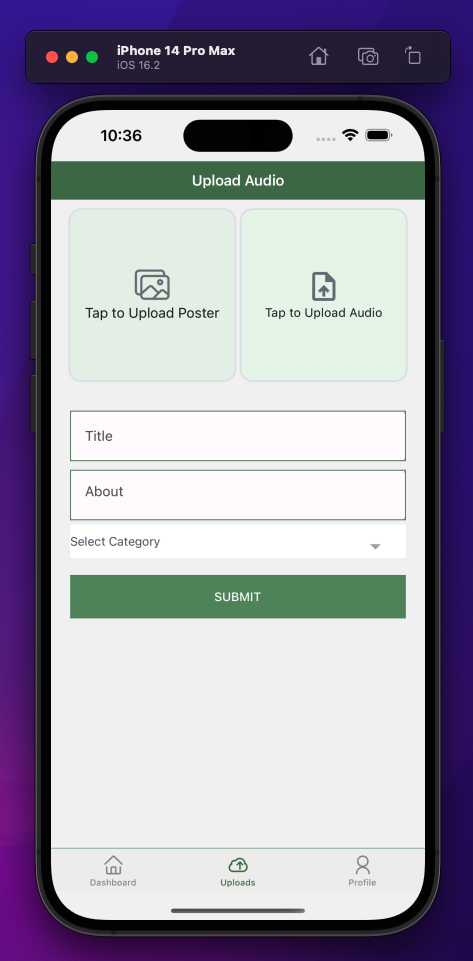 iPhone 14 Pro Max
iOS 16.2
10:36
Upload Audio
Tap to Upload Poster
Tap to Upload Audio
Title
About
Select Category
SUBMIT
Dashboard
Uploads
Profile